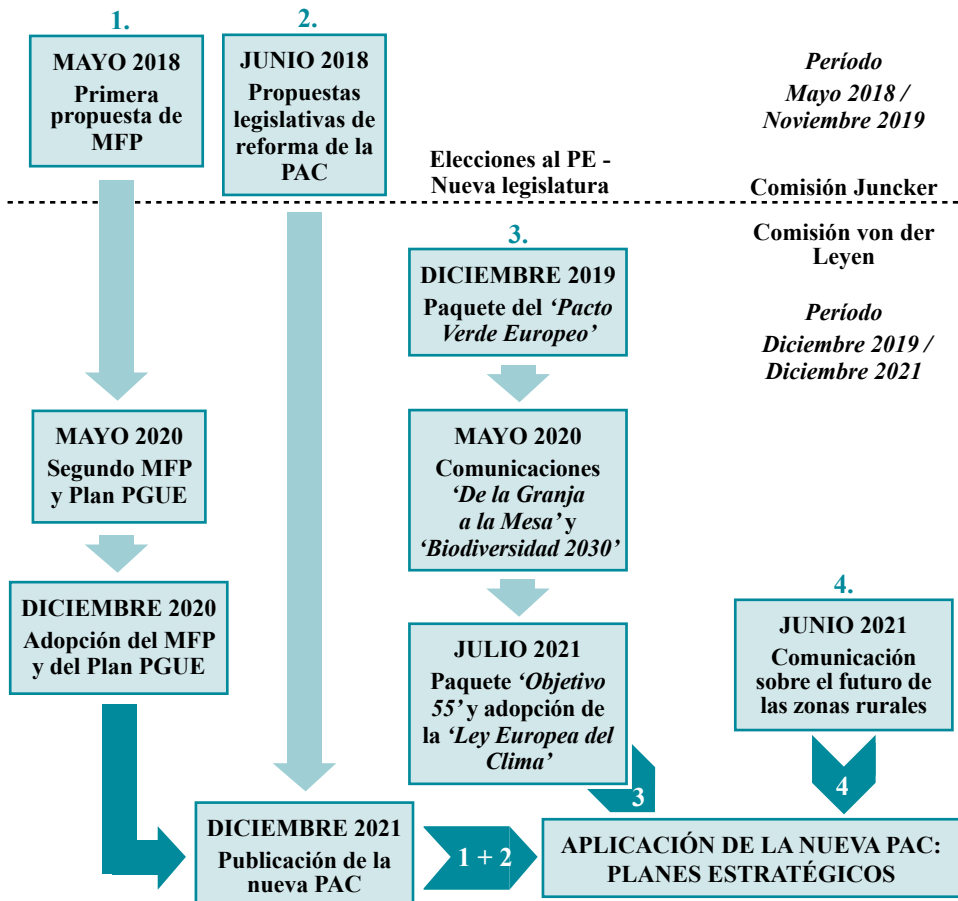 1.
MAYO 2018
Primera
propuesta de
MFP
2.
JUNIO 2018
Propuestas
legislativas de
reforma de la
PAC
Período
Mayo 2018 /
Noviembre 2019
Elecciones al PE -
Nueva legislatura
Comisión Juncker
Comisión von der
Leyen
Período
Diciembre 2019 /
Diciembre 2021
3.
DICIEMBRE 2019
Paquete del ‘Pacto
Verde Europeo’
MAYO 2020
Segundo MFP
y Plan PGUE
MAYO 2020
Comunicaciones
‘De la Granja
a la Mesa’ y
‘Biodiversidad 2030’
DICIEMBRE 2020
Adopción del MFP
y del Plan PGUE
JULIO 2021
Paquete ‘Objetivo
55’ y adopción de
la ‘Ley Europea del
Clima’
4.
JUNIO 2021
Comunicación
sobre el futuro de
las zonas rurales
3
4
DICIEMBRE 2021
Publicación de la
nueva PAC
1 + 2
APLICACIÓN DE LA NUEVA PAC:
PLANES ESTRATÉGICOS